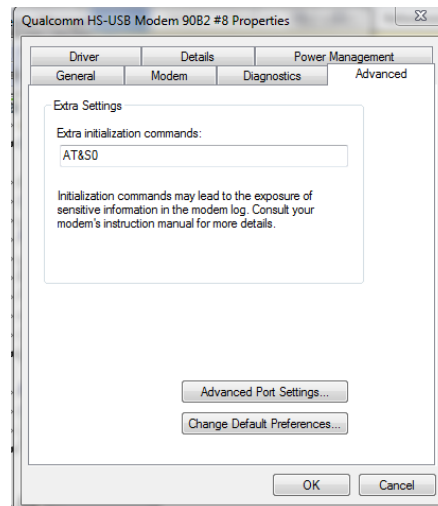 Qualcomm HS-USB Modem 90B2 #8 Properties
Driver Details Power Management
General Modem Diagnostics Advanced
Extra Settings
Extra initialization commands:
AT&S0
Initialization commands may lead to the exposure of
sensitive information in the modem log. Consult your
modem's instruction manual for more details.
Advanced Port Settings...
Change Default Preferences...
OK Cancel